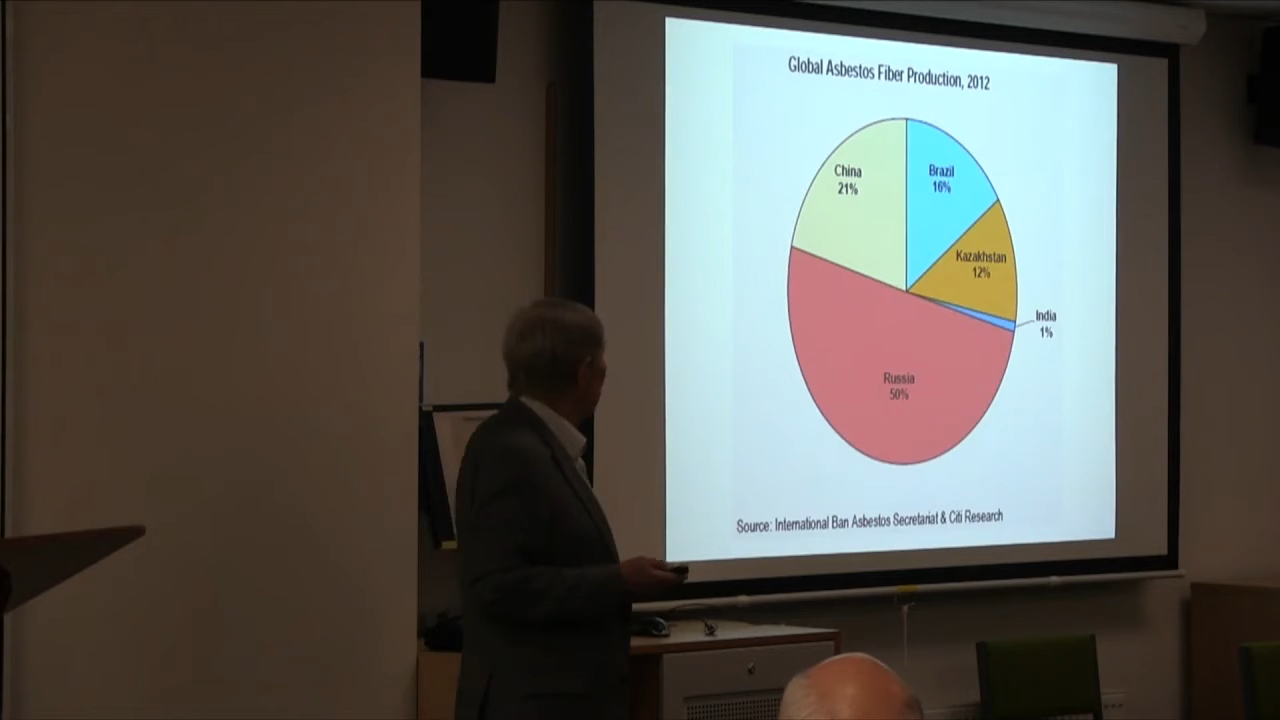 Global Asbestos Fiber Production, 2012
China
21%
Brazil
16%
Kazakhstan
12%
India
1%
Russia
50%
Source: International Ban Asbestos Secretariat & Citi Research